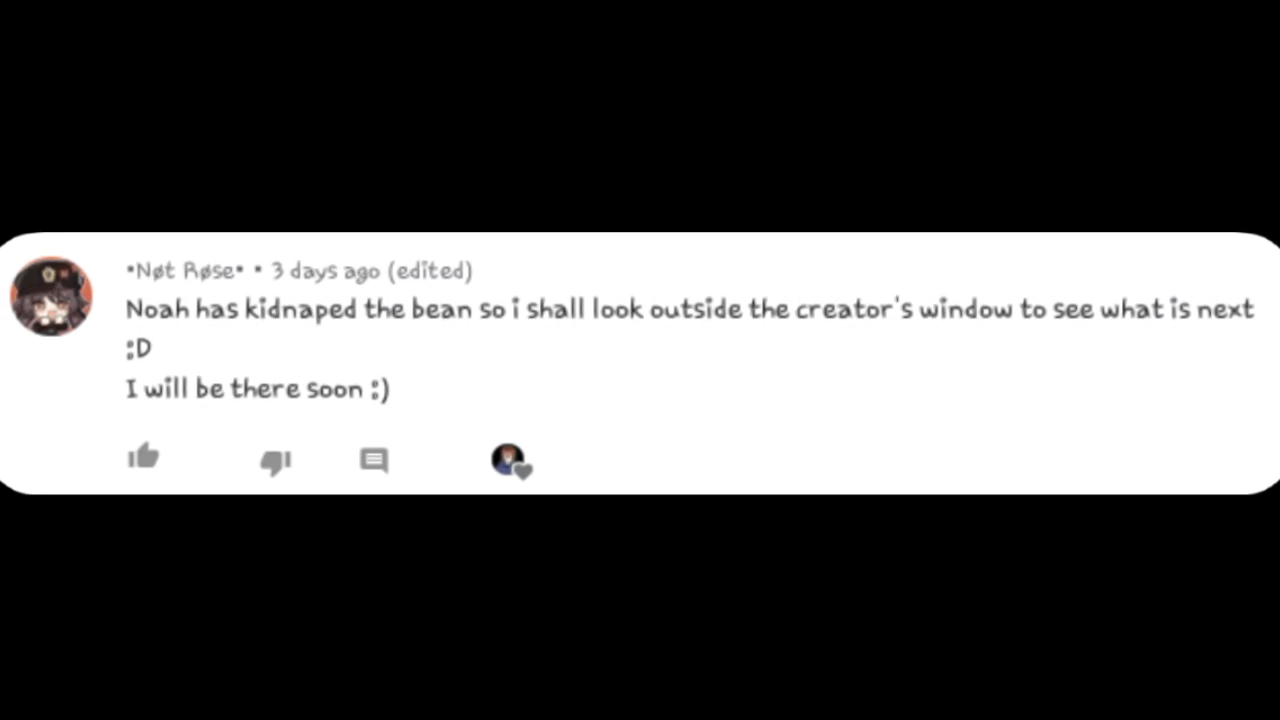 •Nøt Røse• • 3 days ago (edited)
Noah has kidnaped the bean so i shall look outside the creator's window to see what is next
:D
I will be there soon :)